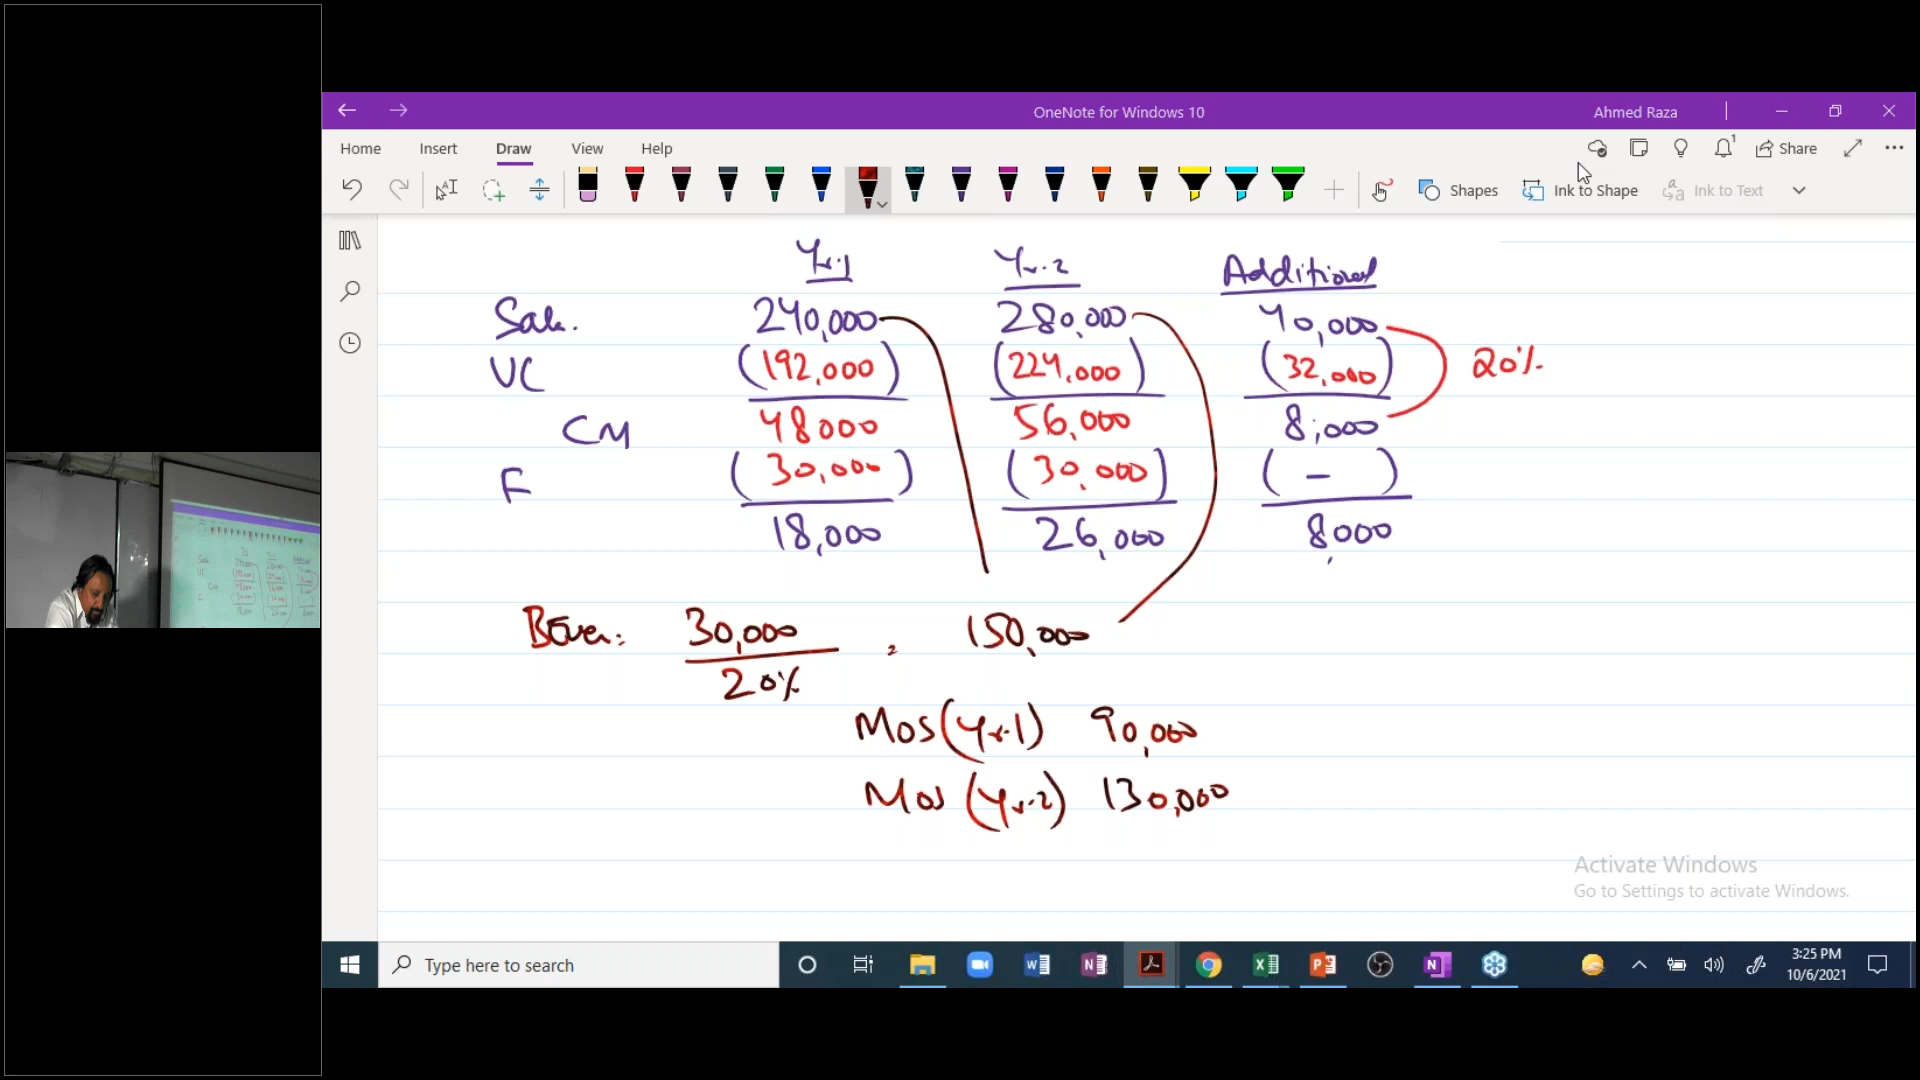 OneNote for Windows 10
Ahmed Raza
Home Insert Draw View Help
1
Share
Shapes Ink to Shape Ink to Text
Yr.1 Yr.2 Additional
Sale. 240,000 280,000 40,000
VC (192,000) (224,000) (32,000) 20%
CM 48000 56,000 8,000
F (30,000) (30,000) ( - )
18,000 26,000 8,000
BEven: 30,000 = 150,000
20%
MOS (Yr.1) 90,000
MOS (Yr.2) 130,000
Activate Windows
Go to Settings to activate Windows.
Type here to search
3:25 PM
10/6/2021